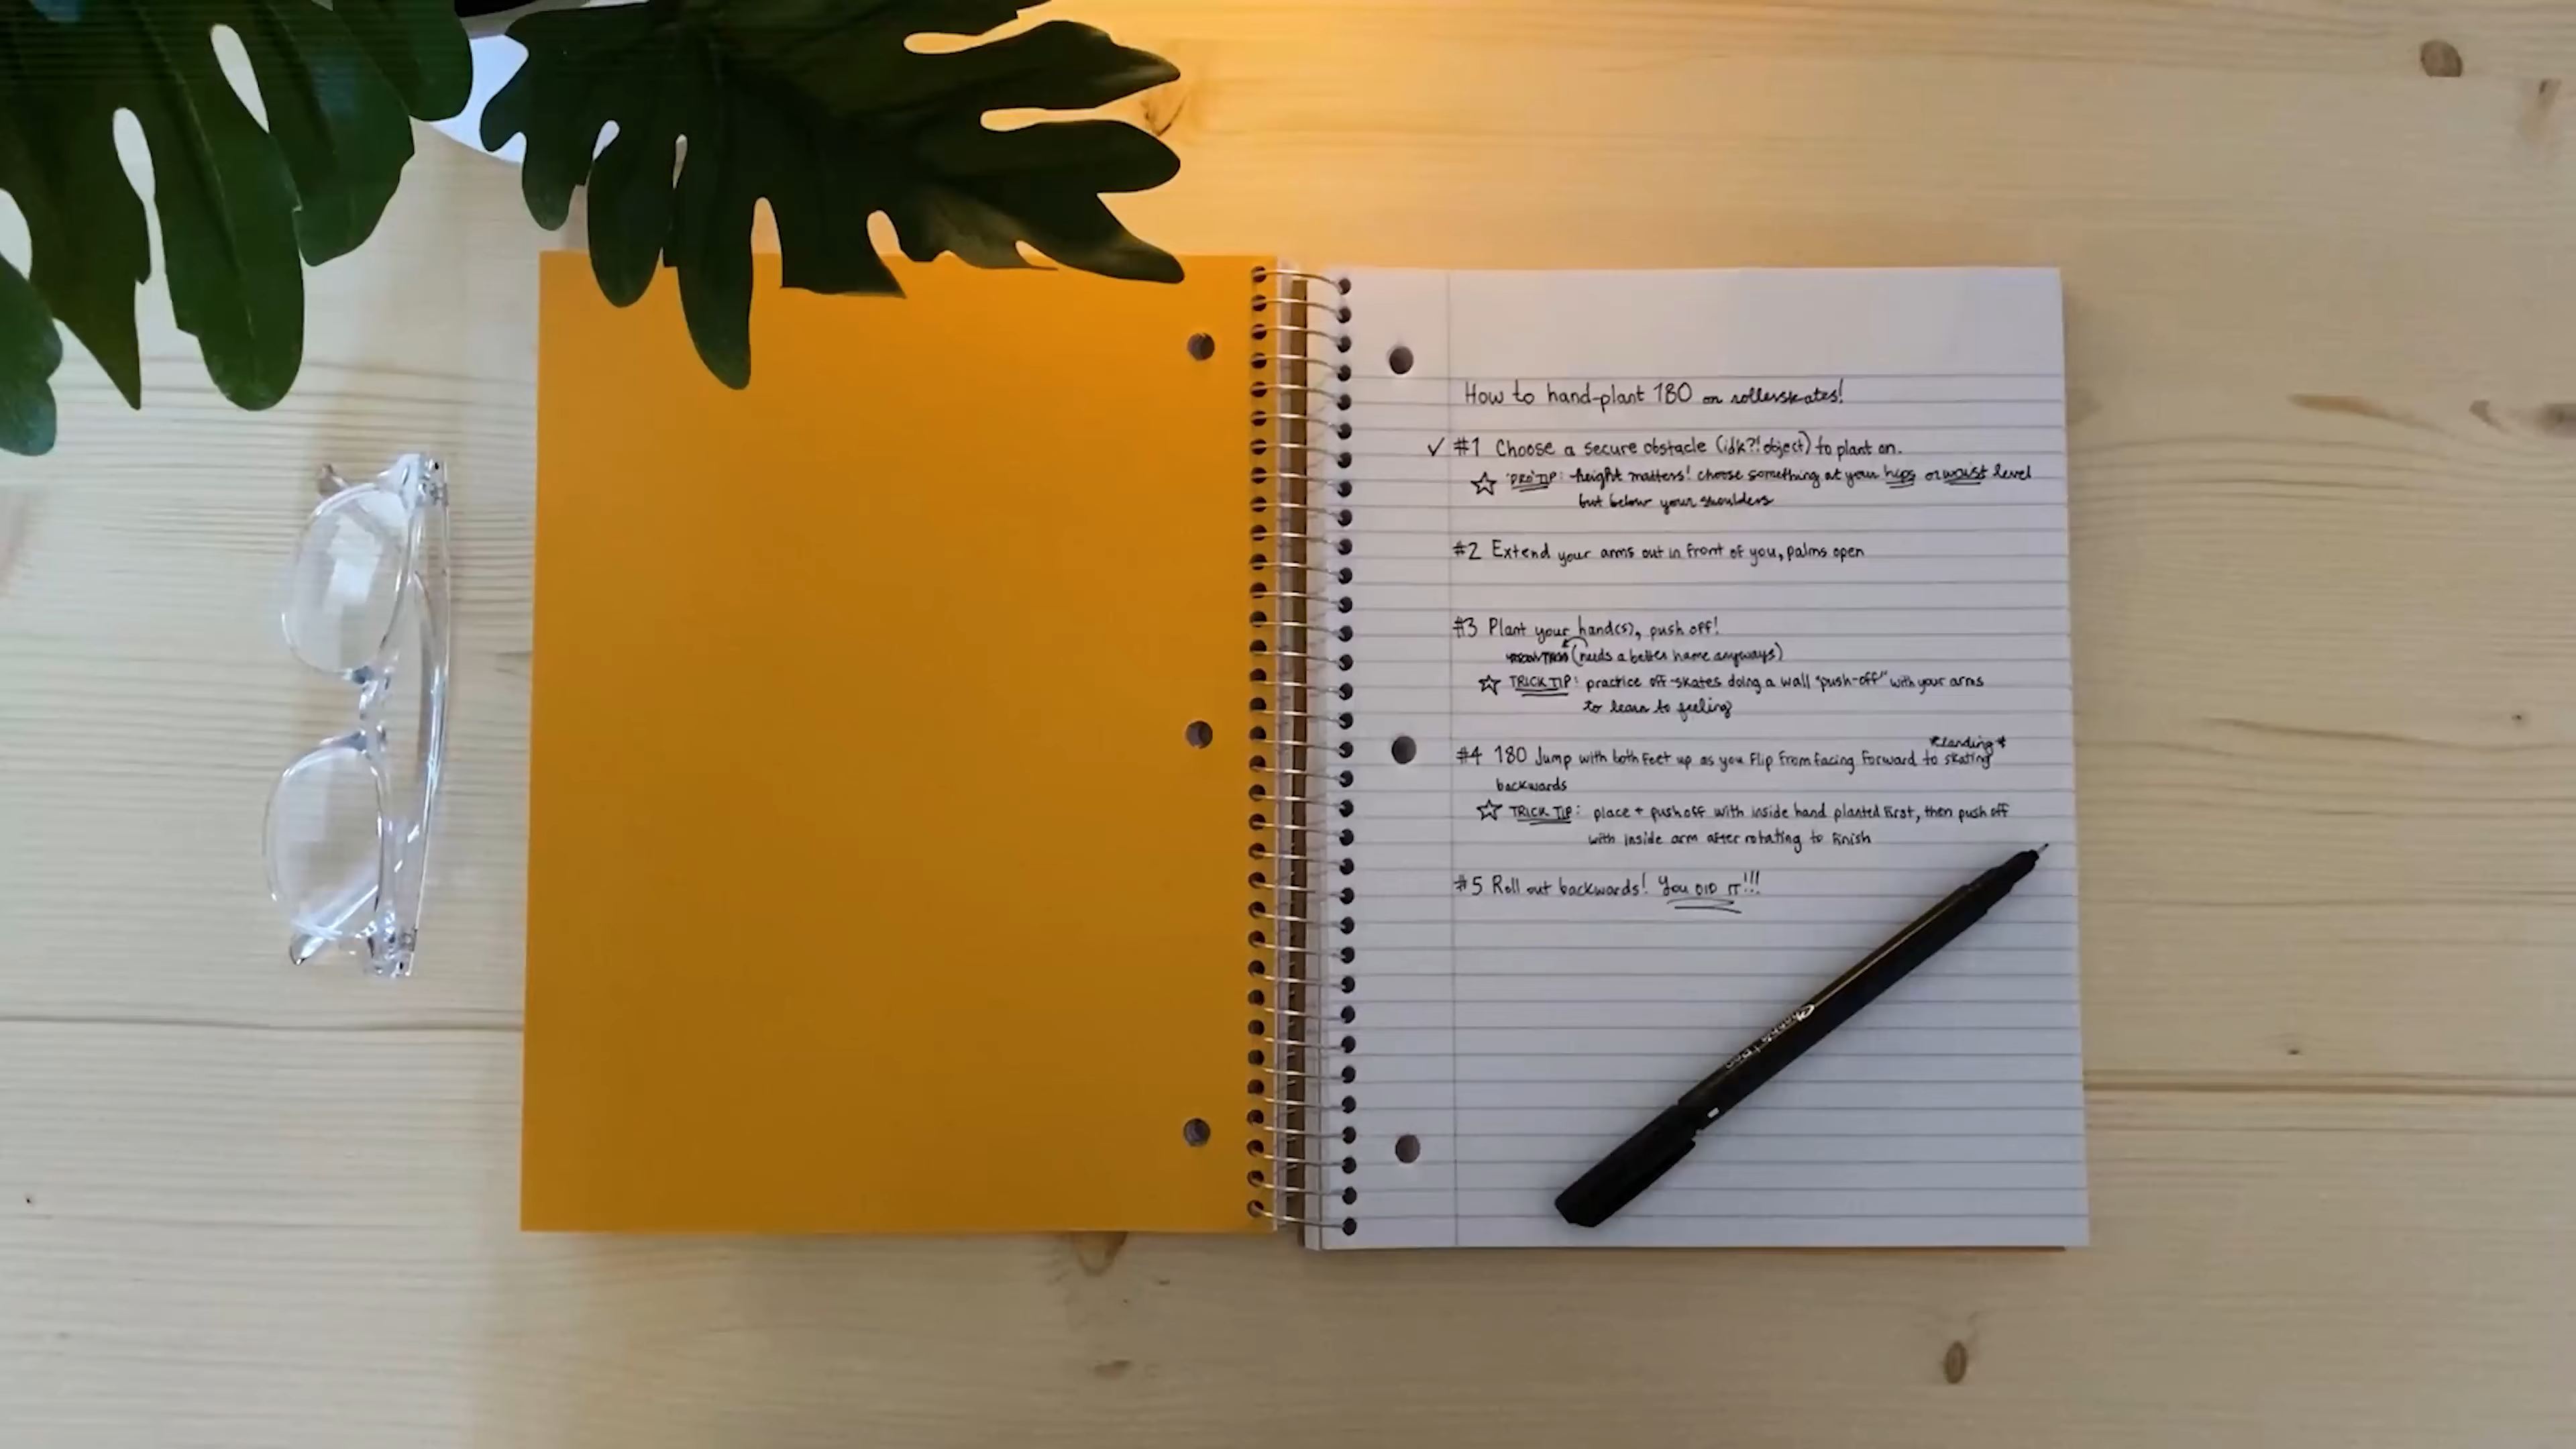 How to hand-plant 180 on rollerskates!
✓ #1 Choose a secure obstacle (idk?! object) to plant on.
☆ "PRO" TIP: height matters! choose something at your hips or waist level
but below your shoulders
#2 Extend your arms out in front of you, palms open
#3 Plant your hand(s), push off!
(needs a better name anyways)
☆ TRICK TIP: practice off-skates doing a wall "push-off" with your arms
to learn to feeling
*landing*
#4 180 Jump with both feet up as you flip from facing forward to skating
backwards
☆ TRICK TIP: place + push off with inside hand planted first, then push off
with inside arm after rotating to finish
#5 Roll out backwards! You DID IT!!!